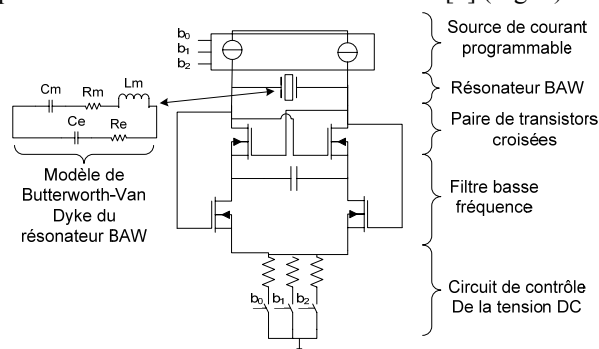 b0
b1
b2
Source de courant
programmable
Résonateur BAW
Paire de transistors
croisées
Filtre basse
fréquence
Circuit de contrôle
De la tension DC
Cm
Rm
Lm
Ce
Re
Modèle de
Butterworth-Van
Dyke du
résonateur BAW
b0 b1 b2